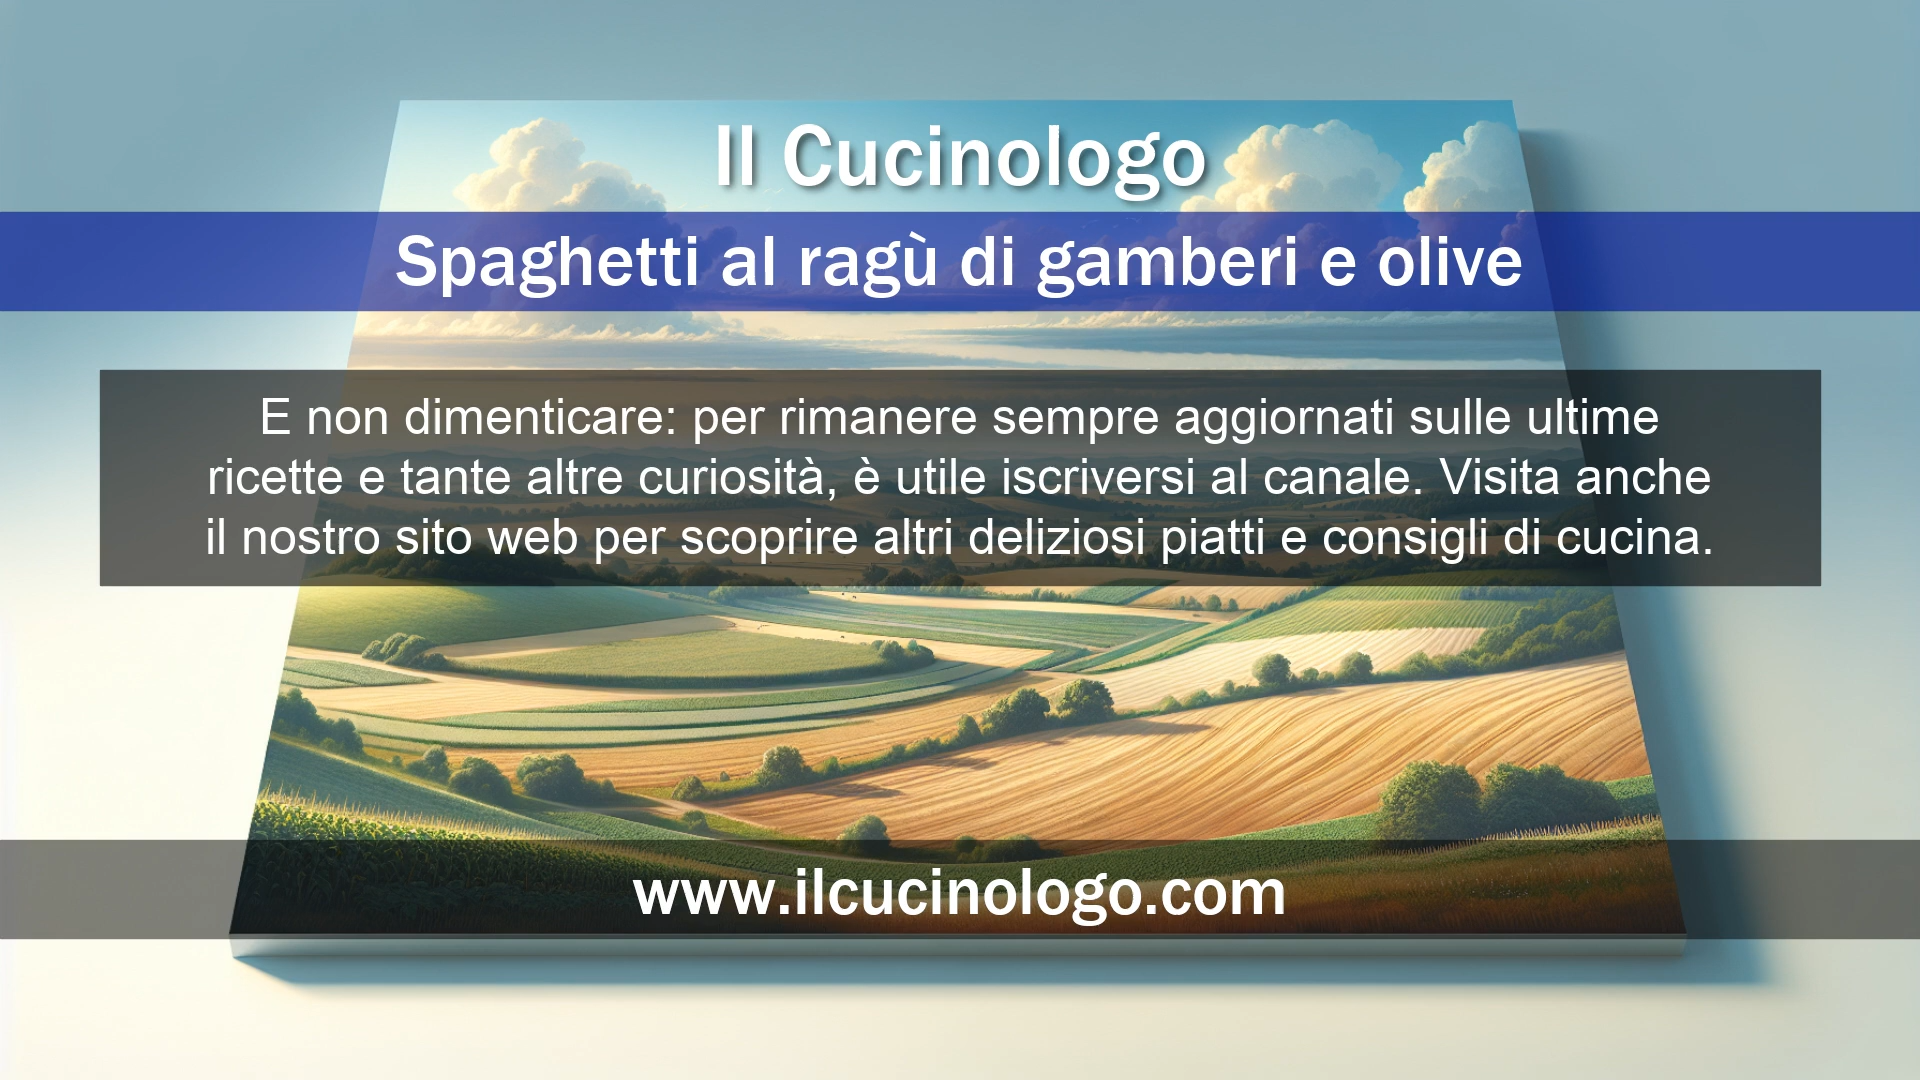 Il Cucinologo
Spaghetti al ragù di gamberi e olive
E non dimenticare: per rimanere sempre aggiornati sulle ultime
ricette e tante altre curiosità, è utile iscriversi al canale. Visita anche
il nostro sito web per scoprire altri deliziosi piatti e consigli di cucina.
www.ilcucinologo.com